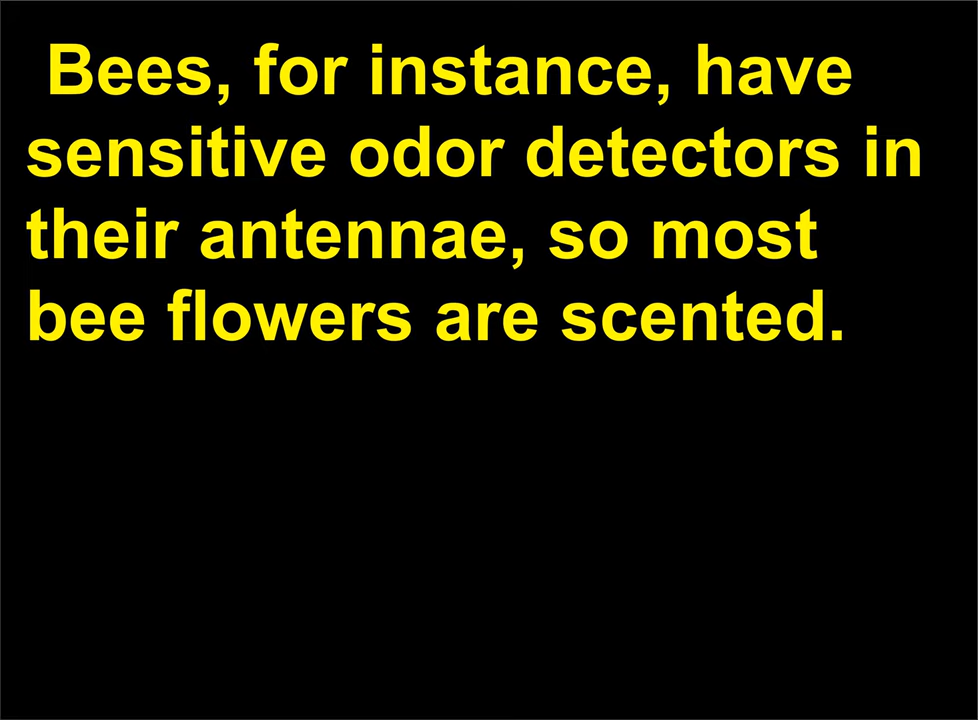 Bees, for instance, have
sensitive odor detectors in
their antennae, so most
bee flowers are scented.